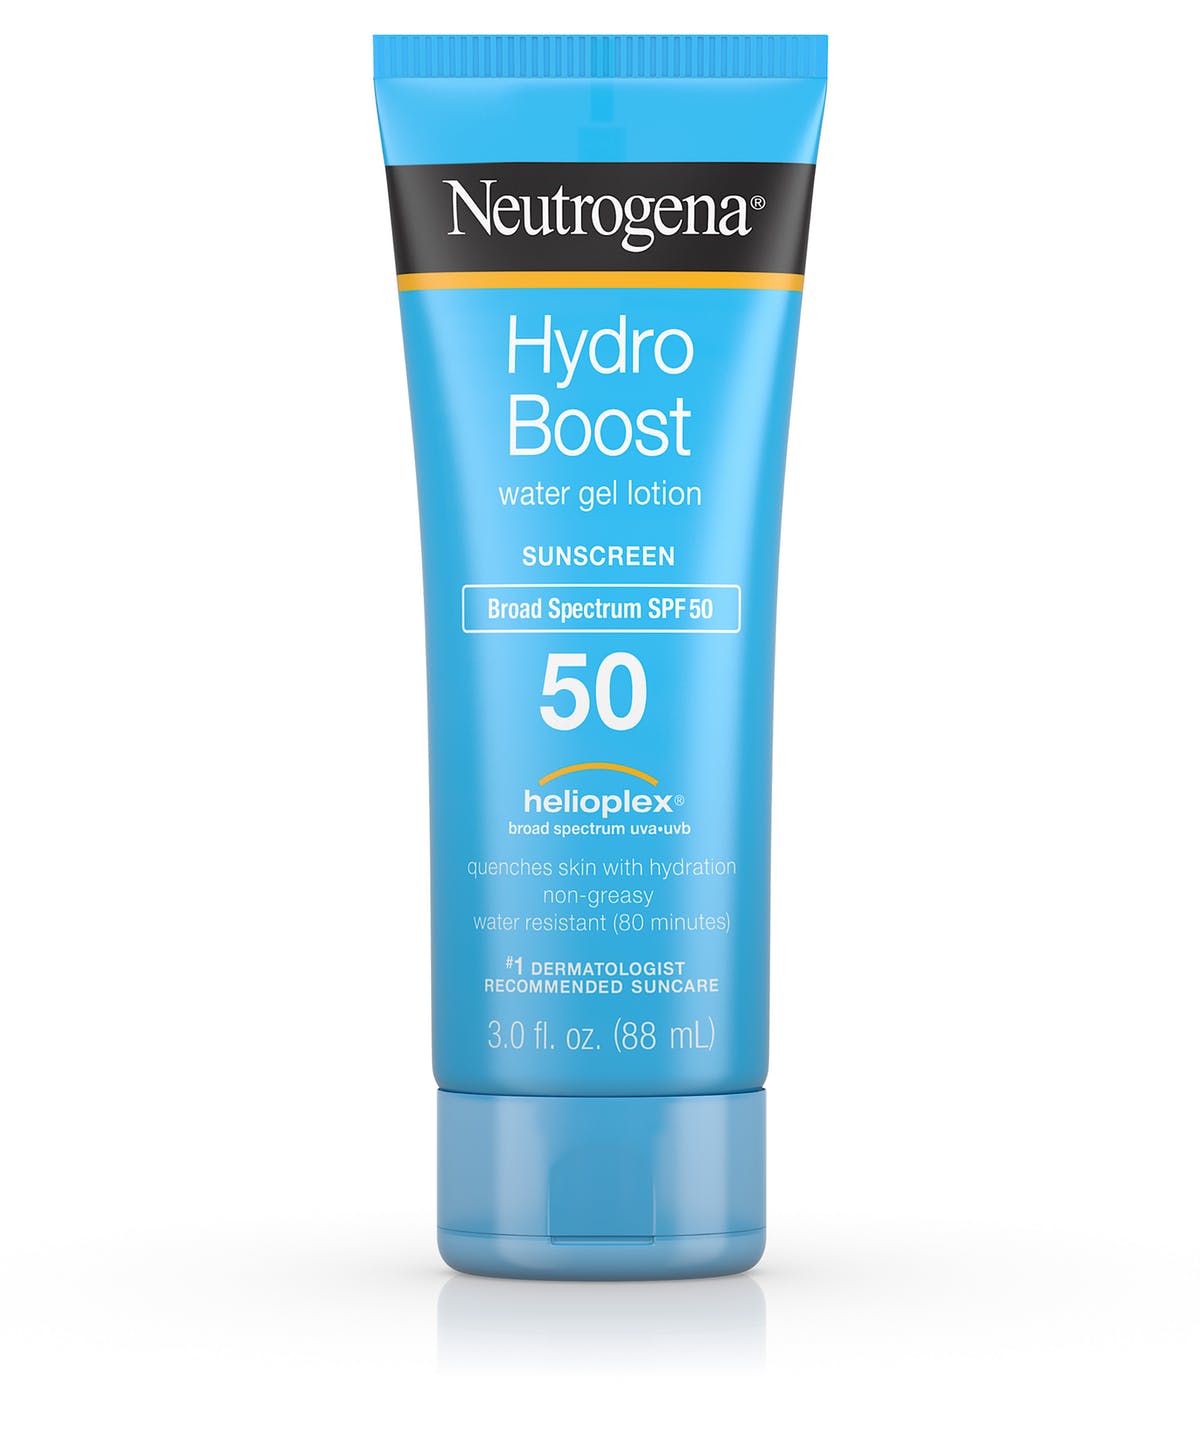 Neutrogena®
Hydro
Boost
water gel lotion
SUNSCREEN
Broad Spectrum SPF 50
50
helioplex®
broad spectrum uva•uvb
quenches skin with hydration
non-greasy
water resistant (80 minutes)
#1 DERMATOLOGIST
RECOMMENDED SUNCARE
3.0 fl. oz. (88 mL)